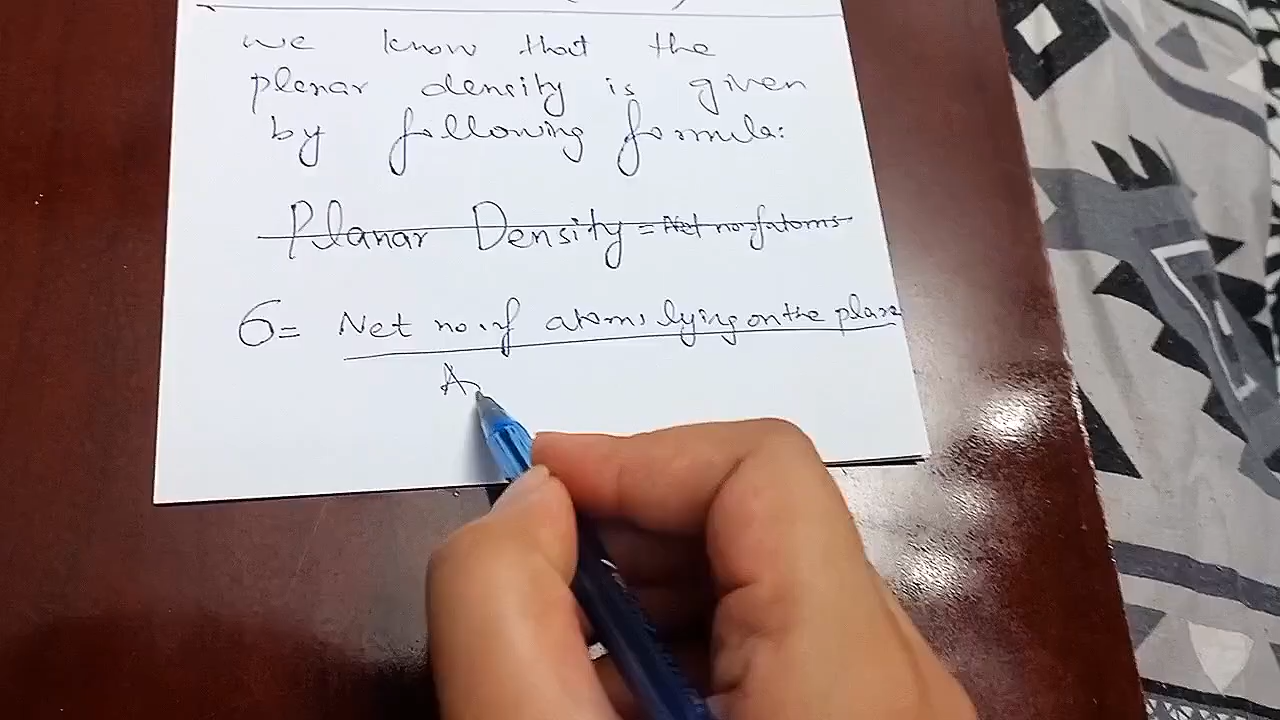 we know that the
planar density is given
by following formula:
Planar Density = Net no. of atoms
6 = Net no. of atoms lying on the plane
A